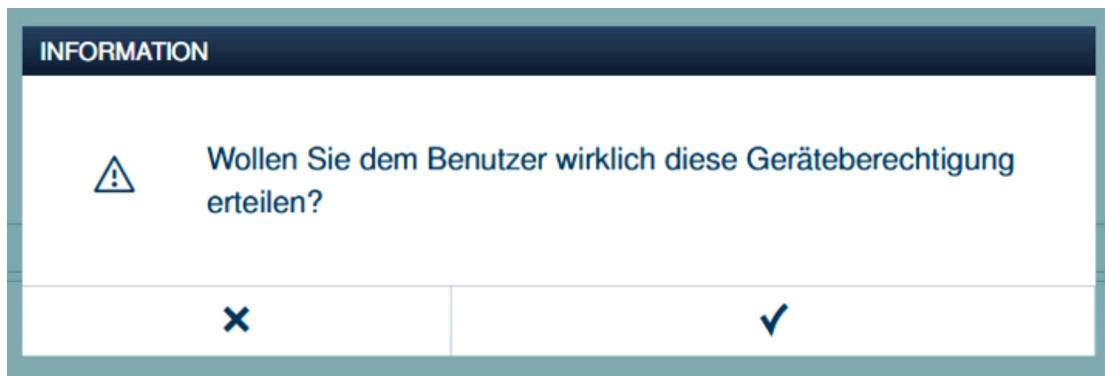 INFORMATION
Wollen Sie dem Benutzer wirklich diese Geräteberechtigung
erteilen?